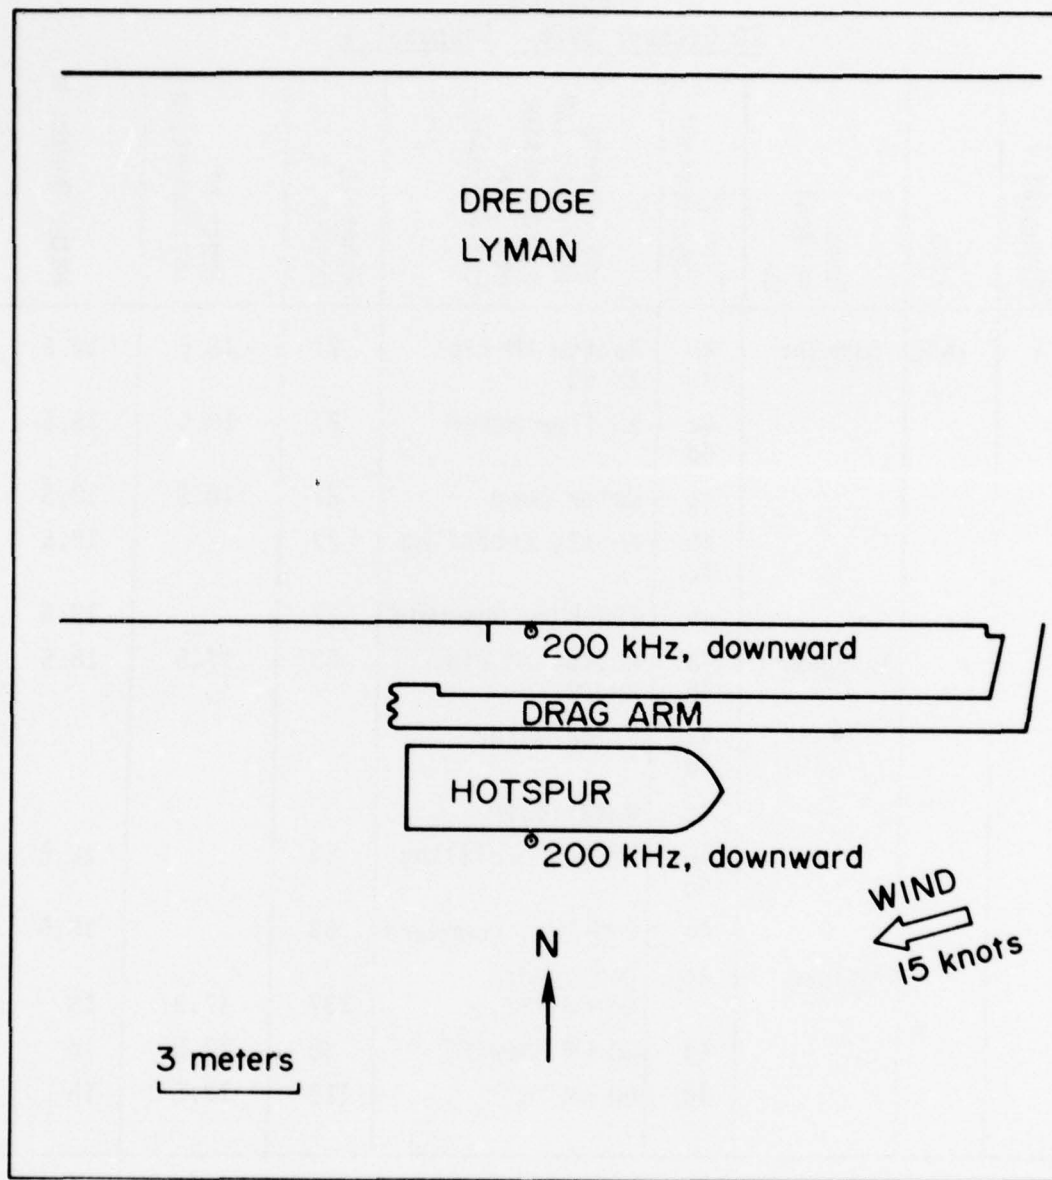 DREDGE
LYMAN
200 kHz, downward
DRAG ARM
HOTSPUR
200 kHz, downward
WIND
15 knots
N
3 meters